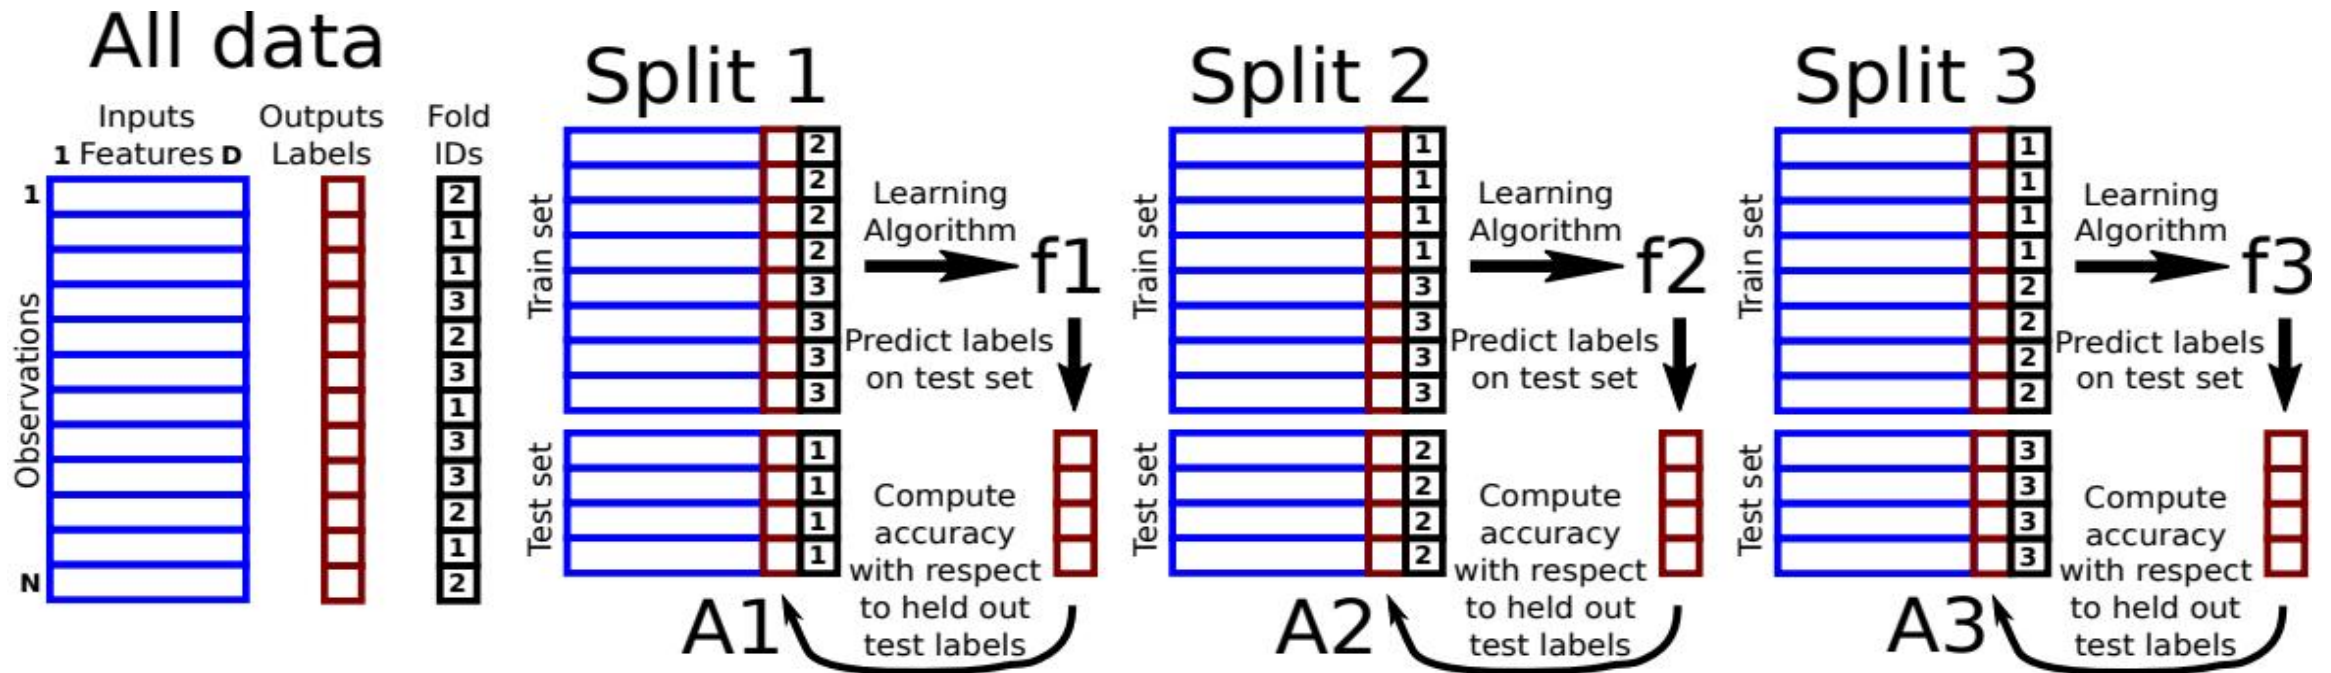 All data
Inputs
1 Features D
Outputs
Labels
Fold
IDs
Observations
1
N
2
1
1
3
2
3
1
3
3
2
1
2
Split 1
Train set
2
2
2
2
3
3
3
3
Learning
Algorithm
f1
Predict labels
on test set
Test set
1
1
1
1
Compute
accuracy
with respect
to held out
test labels
A1
Split 2
Train set
1
1
1
1
3
3
3
3
Learning
Algorithm
f2
Predict labels
on test set
Test set
2
2
2
2
Compute
accuracy
with respect
to held out
test labels
A2
Split 3
Train set
1
1
1
1
2
2
2
2
Learning
Algorithm
f3
Predict labels
on test set
Test set
3
3
3
3
Compute
accuracy
with respect
to held out
test labels
A3